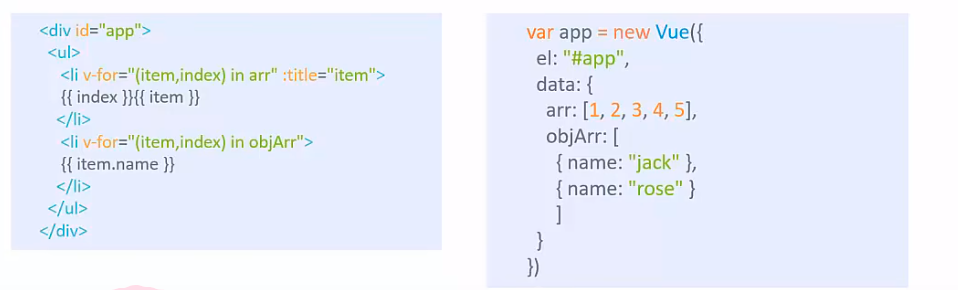 <div id="app">
<ul>
<li v-for="(item,index) in arr" :title="item">
{{ index }}{{ item }}
</li>
<li v-for="(item,index) in objArr">
{{ item.name }}
</li>
</ul>
</div>
var app = new Vue({
el: "#app",
data: {
arr: [1, 2, 3, 4, 5],
objArr: [
{ name: "jack" },
{ name: "rose" }
]
}
})